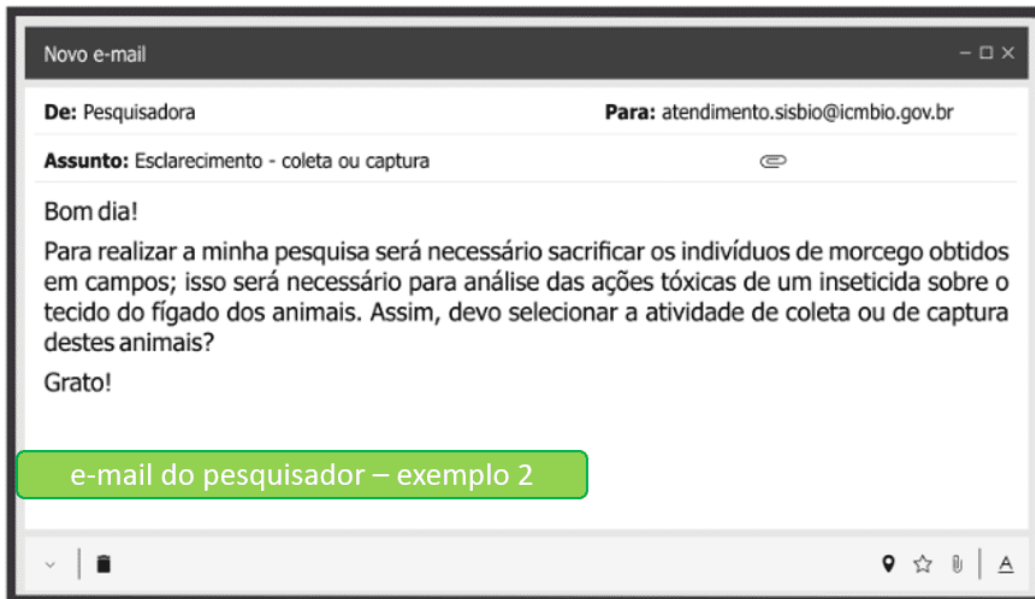 Novo e-mail
De: Pesquisadora Para: atendimento.sisbio@icmbio.gov.br
Assunto: Esclarecimento - coleta ou captura
Bom dia!
Para realizar a minha pesquisa será necessário sacrificar os indivíduos de morcego obtidos
em campos; isso será necessário para análise das ações tóxicas de um inseticida sobre o
tecido do fígado dos animais. Assim, devo selecionar a atividade de coleta ou de captura
destes animais?
Grato!
e-mail do pesquisador – exemplo 2
A